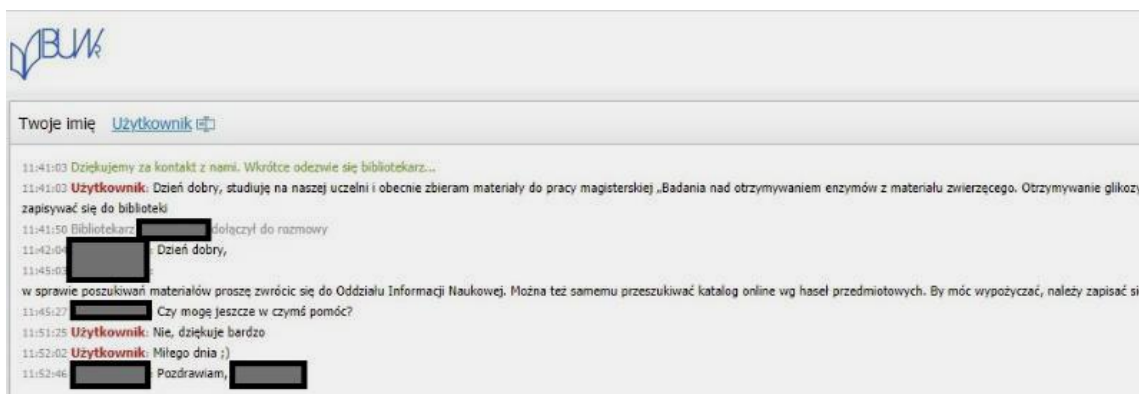 BUWr
Twoje imię Użytkownik
11:41:03 Dziękujemy za kontakt z nami. Wkrótce odezwie się bibliotekarz...
11:41:03 Użytkownik: Dzień dobry, studiuję na naszej uczelni i obecnie zbieram materiały do pracy magisterskiej „Badania nad otrzymywaniem enzymów z materiału zwierzęcego. Otrzymywanie glikozy
zapisywać się do biblioteki
11:41:50 Bibliotekarz dołączył do rozmowy
11:42:04 : Dzień dobry,
11:45:03 :
w sprawie poszukiwań materiałów proszę zwrócic się do Oddziału Informacji Naukowej. Można też samemu przeszukiwać katalog online wg haseł przedmiotowych. By móc wypożyczać, należy zapisać si
11:45:27 Czy mogę jeszcze w czymś pomóc?
11:51:25 Użytkownik: Nie, dziękuje bardzo
11:52:02 Użytkownik: Miłego dnia ;)
11:52:46 : Pozdrawiam,